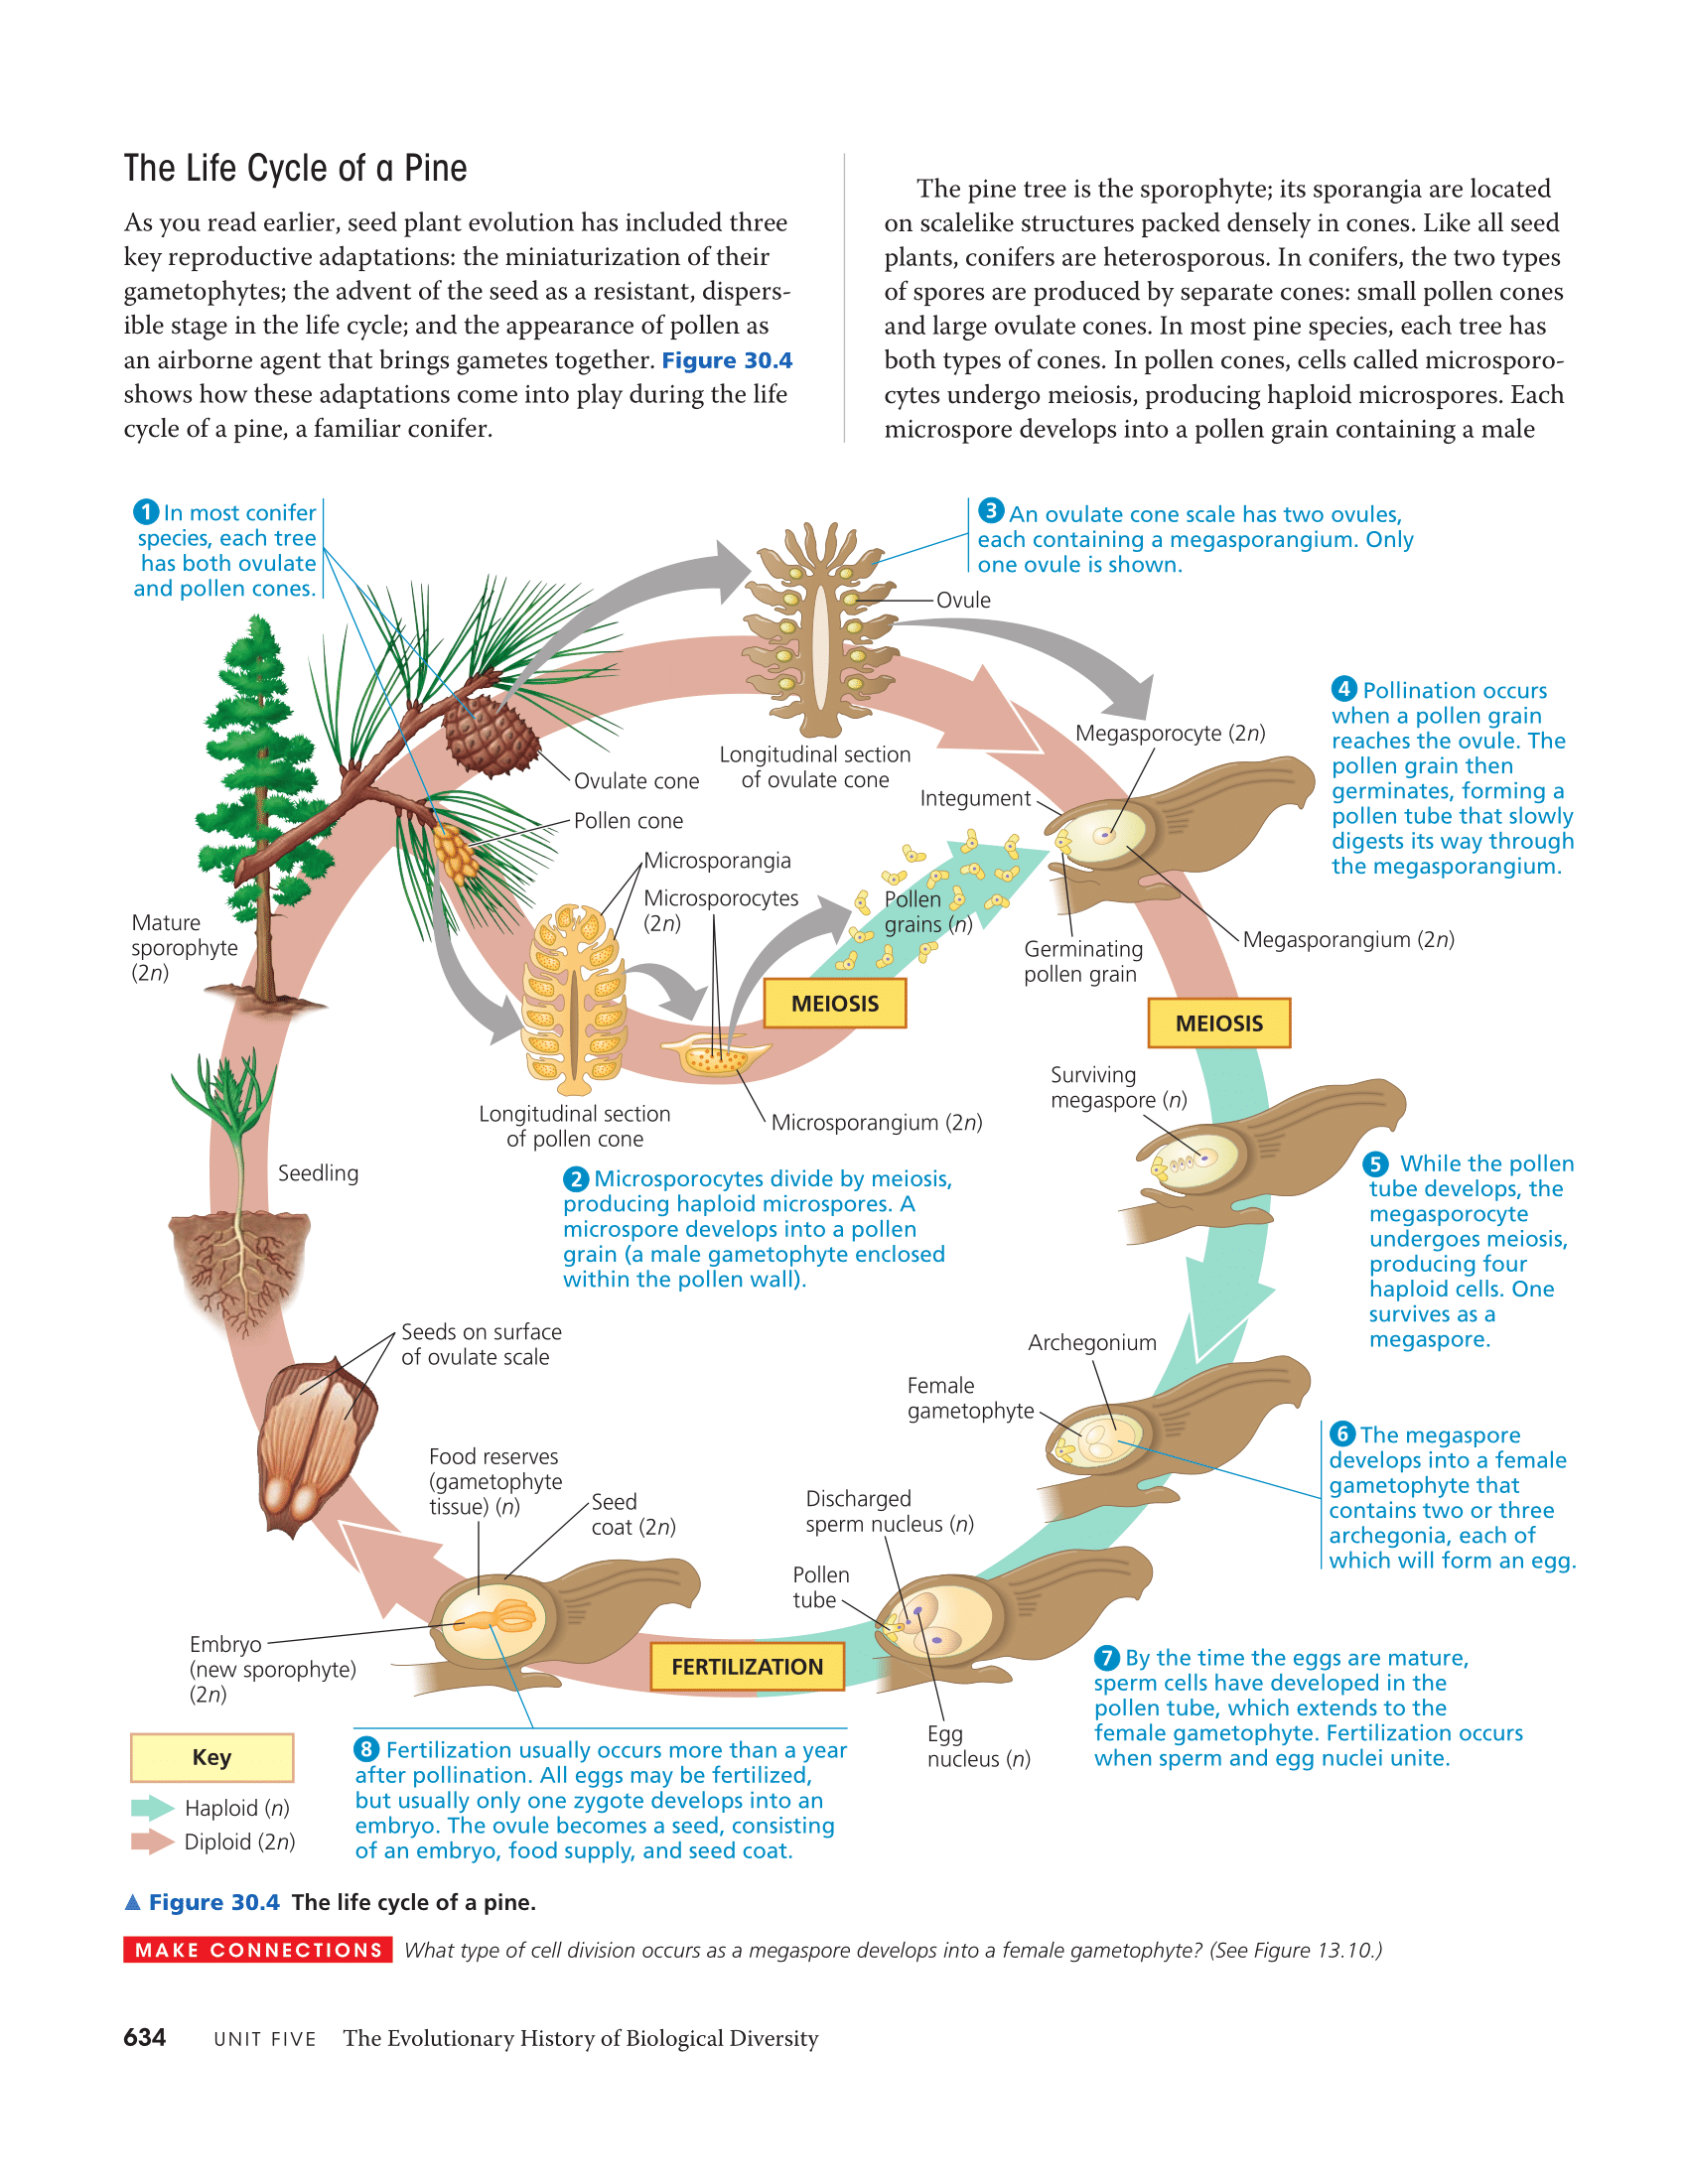 The Life Cycle of a Pine
As you read earlier, seed plant evolution has included three
key reproductive adaptations: the miniaturization of their
gametophytes; the advent of the seed as a resistant, dispers-
ible stage in the life cycle; and the appearance of pollen as
an airborne agent that brings gametes together. Figure 30.4
shows how these adaptations come into play during the life
cycle of a pine, a familiar conifer.
The pine tree is the sporophyte; its sporangia are located
on scalelike structures packed densely in cones. Like all seed
plants, conifers are heterosporous. In conifers, the two types
of spores are produced by separate cones: small pollen cones
and large ovulate cones. In most pine species, each tree has
both types of cones. In pollen cones, cells called microsporo-
cytes undergo meiosis, producing haploid microspores. Each
microspore develops into a pollen grain containing a male
1 In most conifer
species, each tree
has both ovulate
and pollen cones.
3 An ovulate cone scale has two ovules,
each containing a megasporangium. Only
one ovule is shown.
Ovule
4 Pollination occurs
when a pollen grain
reaches the ovule. The
pollen grain then
germinates, forming a
pollen tube that slowly
digests its way through
the megasporangium.
Megasporocyte (2n)
Longitudinal section
of ovulate cone
Ovulate cone
Integument
Pollen cone
Microsporangia
Microsporocytes
(2n)
Pollen
grains (n)
Mature
sporophyte
(2n)
Germinating
pollen grain
Megasporangium (2n)
MEIOSIS
MEIOSIS
Surviving
megaspore (n)
Longitudinal section
of pollen cone
Microsporangium (2n)
Seedling
2 Microsporocytes divide by meiosis,
producing haploid microspores. A
microspore develops into a pollen
grain (a male gametophyte enclosed
within the pollen wall).
5 While the pollen
tube develops, the
megasporocyte
undergoes meiosis,
producing four
haploid cells. One
survives as a
megaspore.
Seeds on surface
of ovulate scale
Archegonium
Female
gametophyte
6 The megaspore
develops into a female
gametophyte that
contains two or three
archegonia, each of
which will form an egg.
Food reserves
(gametophyte
tissue) (n)
Seed
coat (2n)
Discharged
sperm nucleus (n)
Pollen
tube
Embryo
(new sporophyte)
(2n)
FERTILIZATION
Egg
nucleus (n)
7 By the time the eggs are mature,
sperm cells have developed in the
pollen tube, which extends to the
female gametophyte. Fertilization occurs
when sperm and egg nuclei unite.
Key
Haploid (n)
Diploid (2n)
8 Fertilization usually occurs more than a year
after pollination. All eggs may be fertilized,
but usually only one zygote develops into an
embryo. The ovule becomes a seed, consisting
of an embryo, food supply, and seed coat.
▲ Figure 30.4 The life cycle of a pine.
MAKE CONNECTIONS What type of cell division occurs as a megaspore develops into a female gametophyte? (See Figure 13.10.)
634 UNIT FIVE The Evolutionary History of Biological Diversity